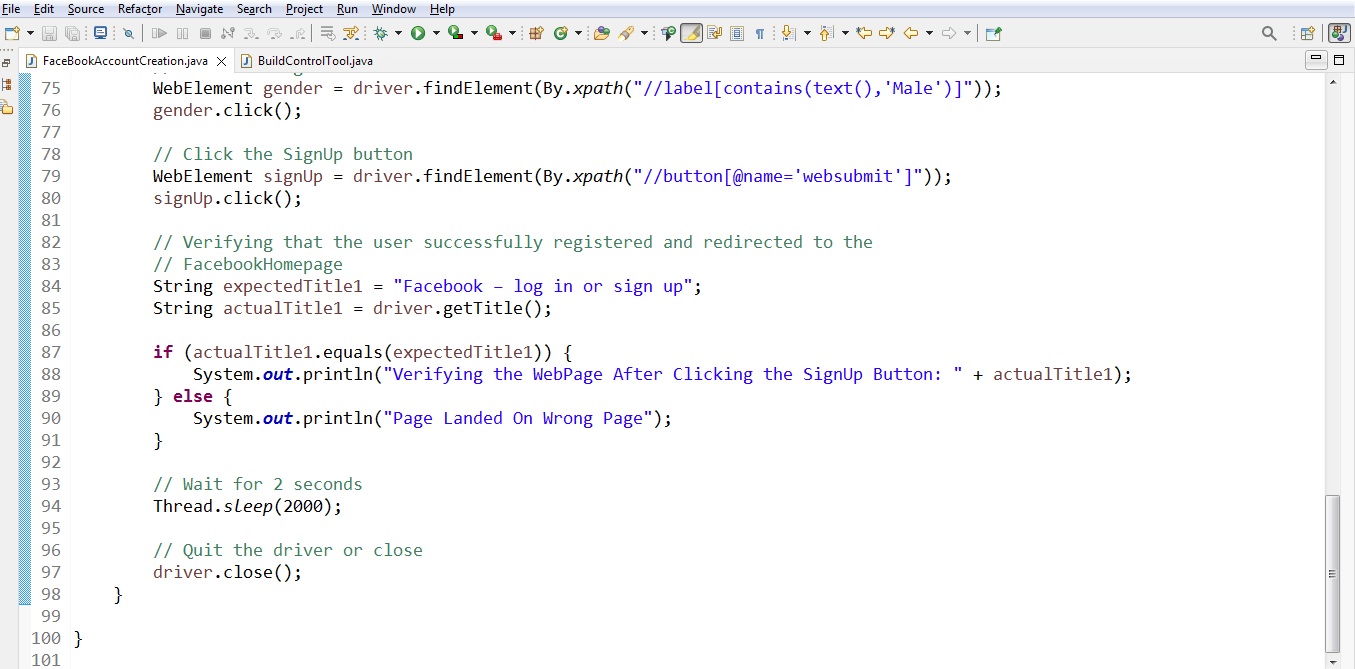 File Edit Source Refactor Navigate Search Project Run Window Help
FaceBookAccountCreation.java BuildControlTool.java
75 WebElement gender = driver.findElement(By.xpath("//label[contains(text(),'Male')]"));
76 gender.click();
77
78 // Click the SignUp button
79 WebElement signUp = driver.findElement(By.xpath("//button[@name='websubmit']"));
80 signUp.click();
81
82 // Verifying that the user successfully registered and redirected to the
83 // FacebookHomepage
84 String expectedTitle1 = "Facebook – log in or sign up";
85 String actualTitle1 = driver.getTitle();
86
87 if (actualTitle1.equals(expectedTitle1)) {
88 System.out.println("Verifying the WebPage After Clicking the SignUp Button: " + actualTitle1);
89 } else {
90 System.out.println("Page Landed On Wrong Page");
91 }
92
93 // Wait for 2 seconds
94 Thread.sleep(2000);
95
96 // Quit the driver or close
97 driver.close();
98 }
99
100 }
101